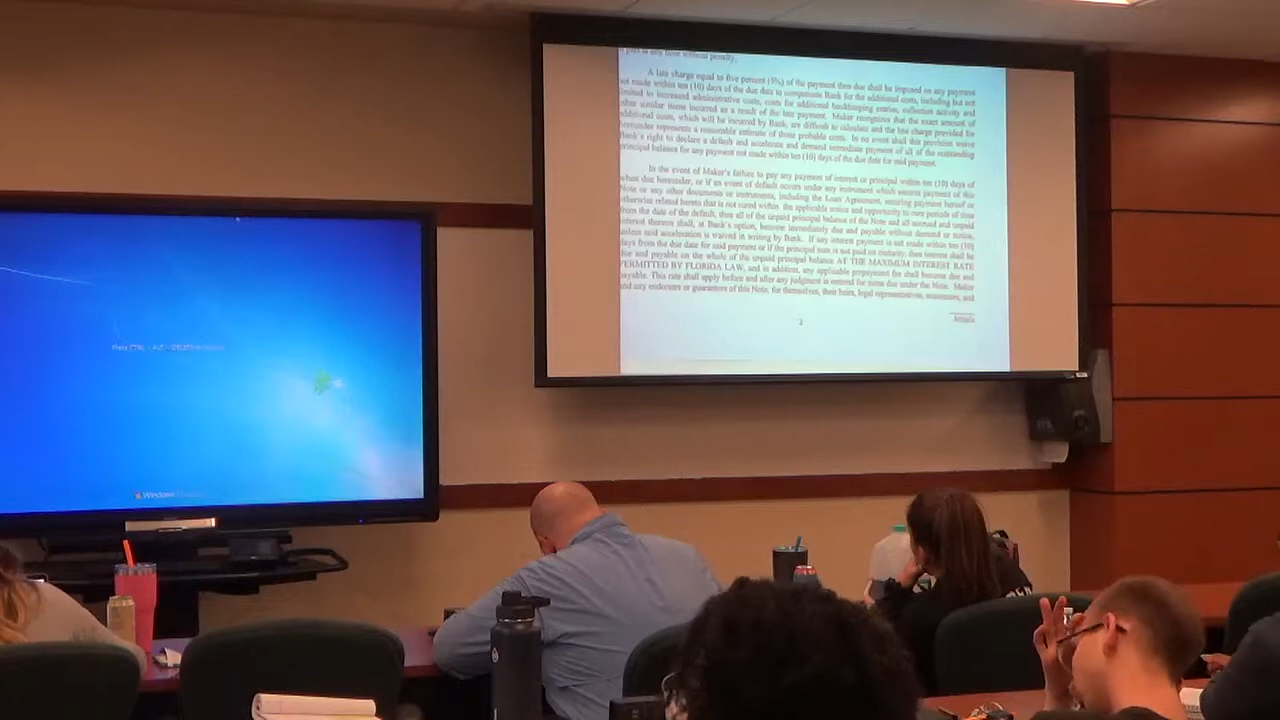 part at any time without penalty.
A late charge equal to five percent (5%) of the payment then due shall be imposed on any payment
not made within ten (10) days of the due date to compensate Bank for the additional costs, including but not
limited to increased administrative costs, costs for additional bookkeeping entries, collection activity and
other similar items incurred as a result of the late payment. Maker recognizes that the exact amount of
additional costs, which will be incurred by Bank, are difficult to calculate and the late charge provided for
hereunder represents a reasonable estimate of those probable costs. In no event shall this provision waive
Bank's right to declare a default and accelerate and demand immediate payment of all of the outstanding
principal balance for any payment not made within ten (10) days of the due date for said payment.
In the event of Maker's failure to pay any payment of interest or principal within ten (10) days of
when due hereunder, or if an event of default occurs under any instrument which secures payment of this
Note or any other documents or instruments, including the Loan Agreement, securing payment hereof or
otherwise related hereto that is not cured within the applicable notice and opportunity to cure periods of time
from the date of the default, then all of the unpaid principal balance of the Note and all accrued and unpaid
interest thereon shall, at Bank's option, become immediately due and payable without demand or notice,
unless said acceleration is waived in writing by Bank. If any interest payment is not made within ten (10)
days from the due date for said payment or if the principal sum is not paid on maturity, then interest shall be
due and payable on the whole of the unpaid principal balance AT THE MAXIMUM INTEREST RATE
PERMITTED BY FLORIDA LAW, and in addition, any applicable prepayment fee shall become due and
payable. This rate shall apply before and after any judgment is entered for sums due under the Note. Maker
and any endorsers or guarantors of this Note, for themselves, their heirs, legal representatives, successors, and
2
Initials
Press CTRL + ALT + DELETE
Windows